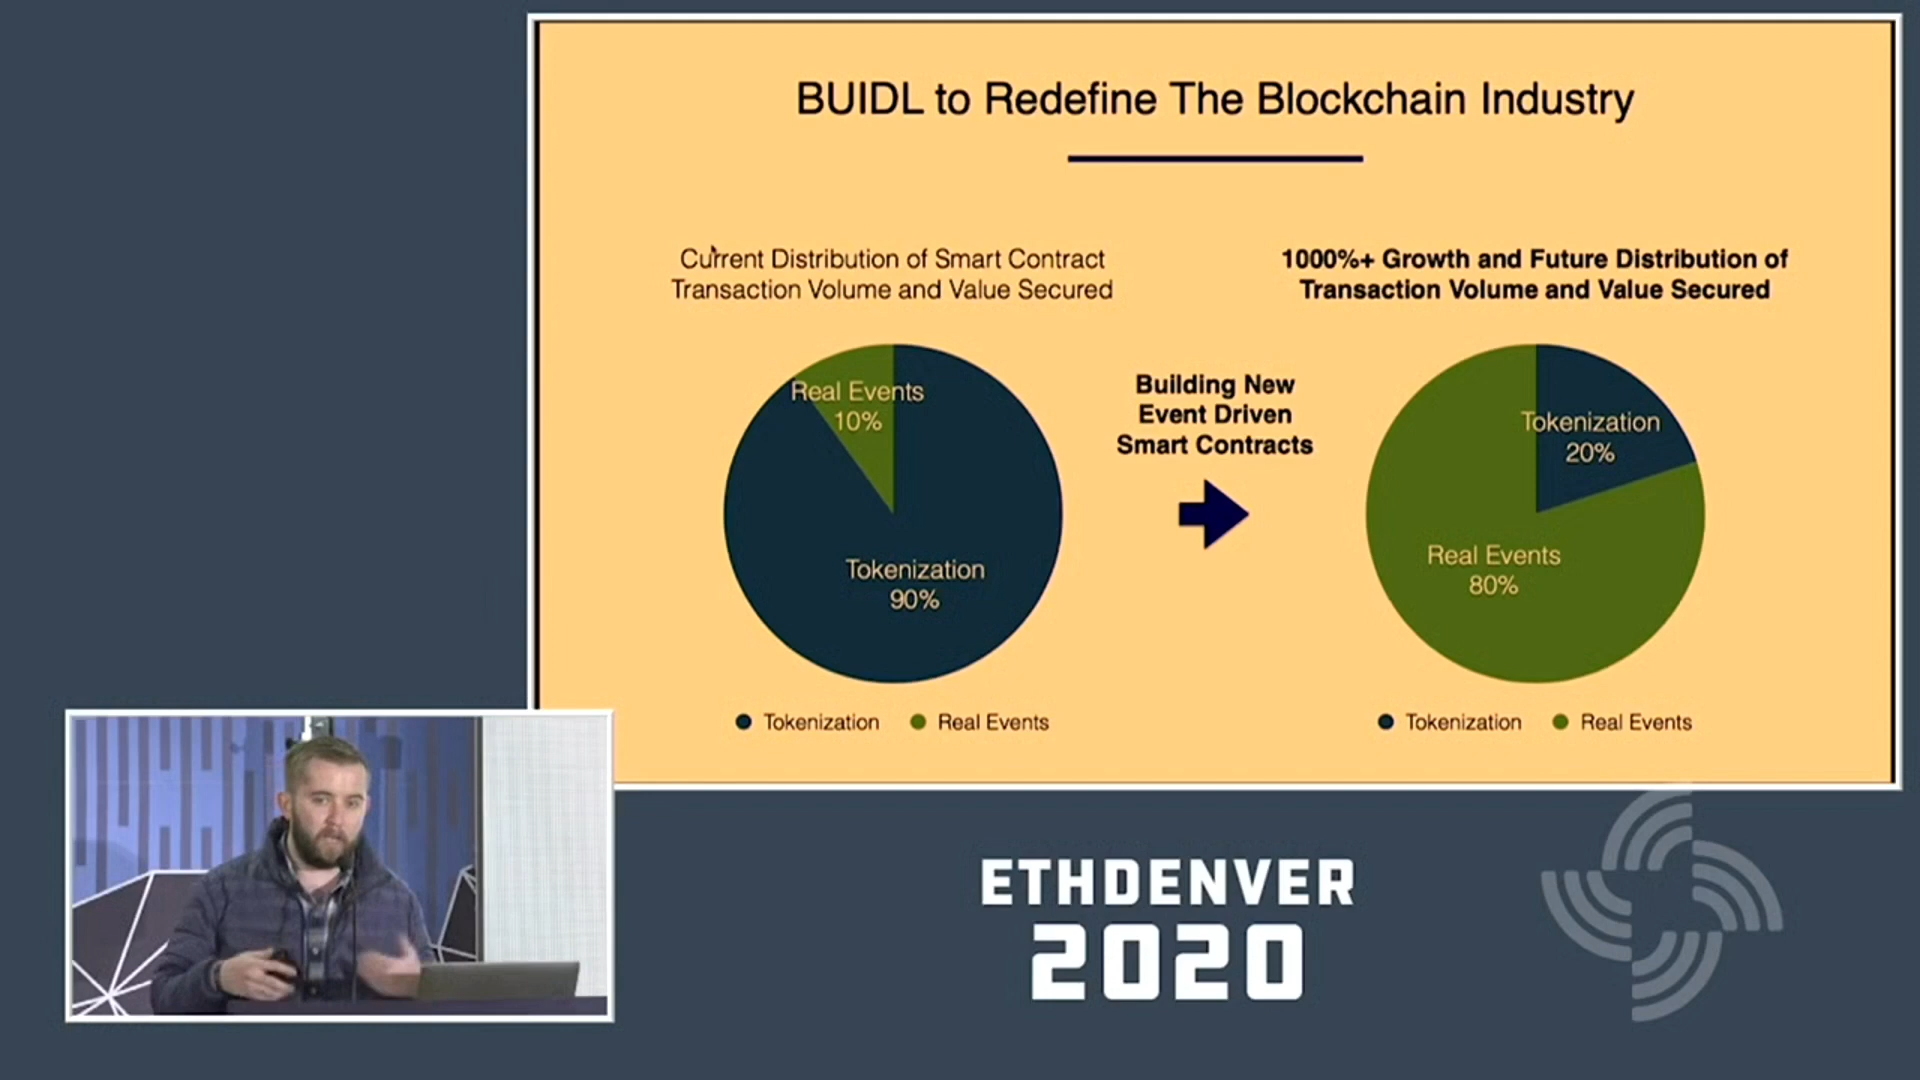 BUIDL to Redefine The Blockchain Industry
Current Distribution of Smart Contract
Transaction Volume and Value Secured
Real Events
10%
Tokenization
90%
Tokenization
Real Events
Building New
Event Driven
Smart Contracts
1000%+ Growth and Future Distribution of
Transaction Volume and Value Secured
Tokenization
20%
Real Events
80%
Tokenization
Real Events
ETHDENVER
2020